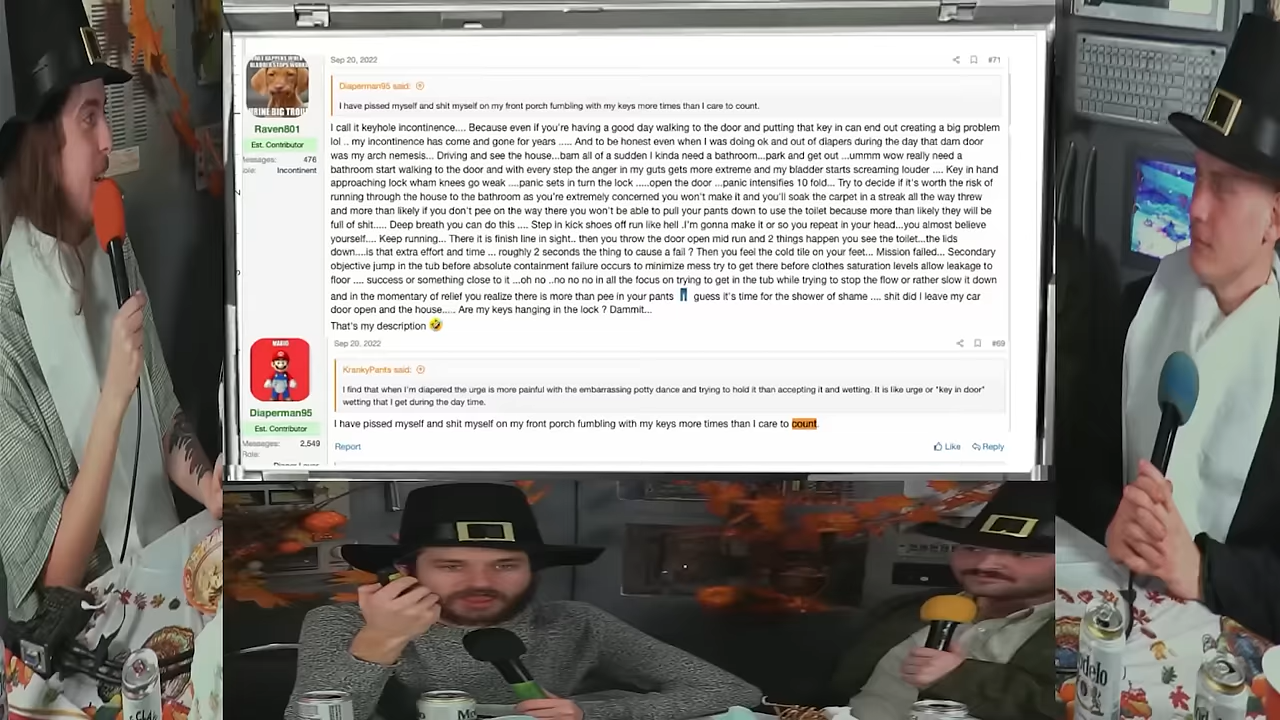 Sep 20, 2022
#71
Diaperman95 said:
I have pissed myself and shit myself on my front porch fumbling with my keys more times than I care to count.
Raven801
Est. Contributor
Messages: 476
Role: Incontinent
I call it keyhole incontinence.... Because even if you're having a good day walking to the door and putting that key in can end out creating a big problem
lol .. my incontinence has come and gone for years ..... And to be honest even when I was doing ok and out of diapers during the day that darn door
was my arch nemesis... Driving and see the house...bam all of a sudden I kinda need a bathroom...park and get out ...ummm wow really need a
bathroom start walking to the door and with every step the anger in my guts gets more extreme and my bladder starts screaming louder .... Key in hand
approaching lock wham knees go weak ....panic sets in turn the lock .....open the door ...panic intensifies 10 fold... Try to decide if it's worth the risk of
running through the house to the bathroom as you're extremely concerned you won't make it and you'll soak the carpet in a streak all the way threw
and more than likely if you don't pee on the way there you won't be able to pull your pants down to use the toilet because more than likely they will be
full of shit..... Deep breath you can do this .... Step in kick shoes off run like hell .I'm gonna make it or so you repeat in your head...you almost believe
yourself.... Keep running... There it is finish line in sight.. then you throw the door open mid run and 2 things happen you see the toilet...the lids
down....is that extra effort and time ... roughly 2 seconds the thing to cause a fail ? Then you feel the cold tile on your feet... Mission failed... Secondary
objective jump in the tub before absolute containment failure occurs to minimize mess try to get there before clothes saturation levels allow leakage to
floor .... success or something close to it ...oh no ..no no no in all the focus on trying to get in the tub while trying to stop the flow or rather slow it down
and in the momentary of relief you realize there is more than pee in your pants 👖 guess it's time for the shower of shame .... shit did I leave my car
door open and the house..... Are my keys hanging in the lock ? Dammit...
That's my description 🤣
Sep 20, 2022
#69
MARIO
KrankyPants said:
I find that when I'm diapered the urge is more painful with the embarrassing potty dance and trying to hold it than accepting it and wetting. It is like urge or "key in door"
wetting that I get during the day time.
Diaperman95
Est. Contributor
Messages: 2,549
Role: Diaper Lover
I have pissed myself and shit myself on my front porch fumbling with my keys more times than I care to count.
Report
Like
Reply
Modelo